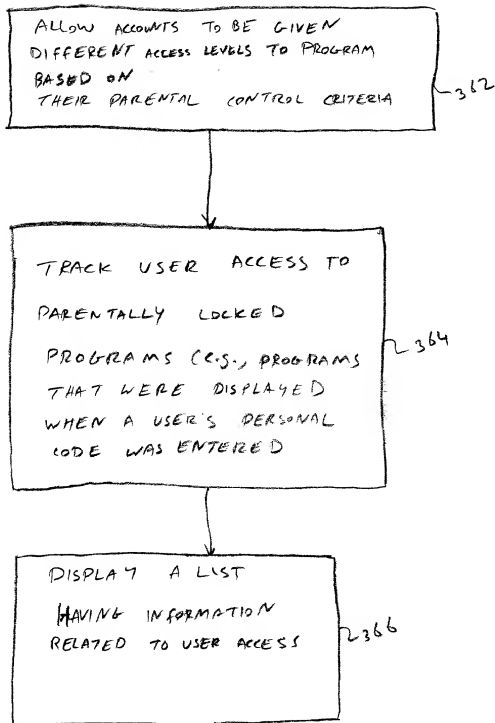 ALLOW ACCOUNTS TO BE GIVEN
DIFFERENT ACCESS LEVELS TO PROGRAM
BASED ON
THEIR PARENTAL CONTROL CRITERIA
362
TRACK USER ACCESS TO
PARENTALLY LOCKED
PROGRAMS (e.g., PROGRAMS
THAT WERE DISPLAYED
WHEN A USER'S PERSONAL
CODE WAS ENTERED
364
DISPLAY A LIST
HAVING INFORMATION
RELATED TO USER ACCESS
366